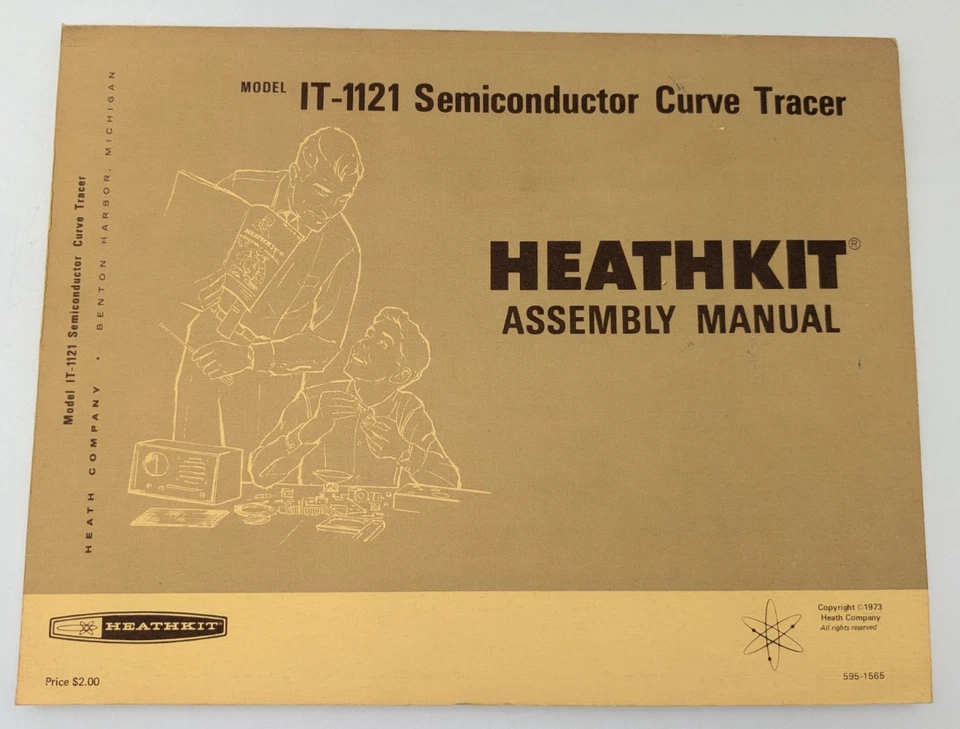 MODEL IT-1121 Semiconductor Curve Tracer
Model IT-1121 Semiconductor Curve Tracer
HEATH COMPANY • BENTON HARBOR, MICHIGAN
HEATHKIT®
HEATHKIT®
ASSEMBLY MANUAL
HEATHKIT®
Price $2.00
Copyright ©1973
Heath Company
All rights reserved
595-1565